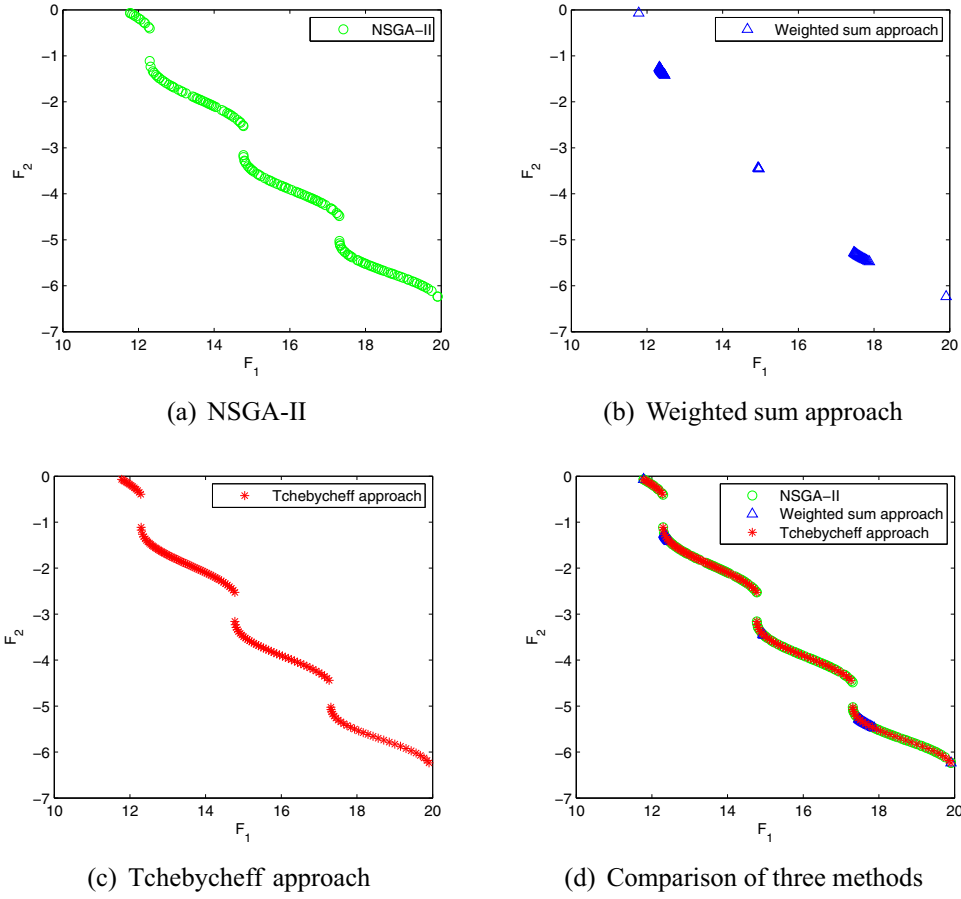 0
−1
−2
−3
−4
−5
−6
−7
F2
10 12 14 16 18 20
F1
NSGA−II
(a) NSGA-II
0
−1
−2
−3
−4
−5
−6
−7
F2
10 12 14 16 18 20
F1
Weighted sum approach
(b) Weighted sum approach
0
−1
−2
−3
−4
−5
−6
−7
F2
10 12 14 16 18 20
F1
Tchebycheff approach
(c) Tchebycheff approach
0
−1
−2
−3
−4
−5
−6
−7
F2
10 12 14 16 18 20
F1
NSGA−II
Weighted sum approach
Tchebycheff approach
(d) Comparison of three methods